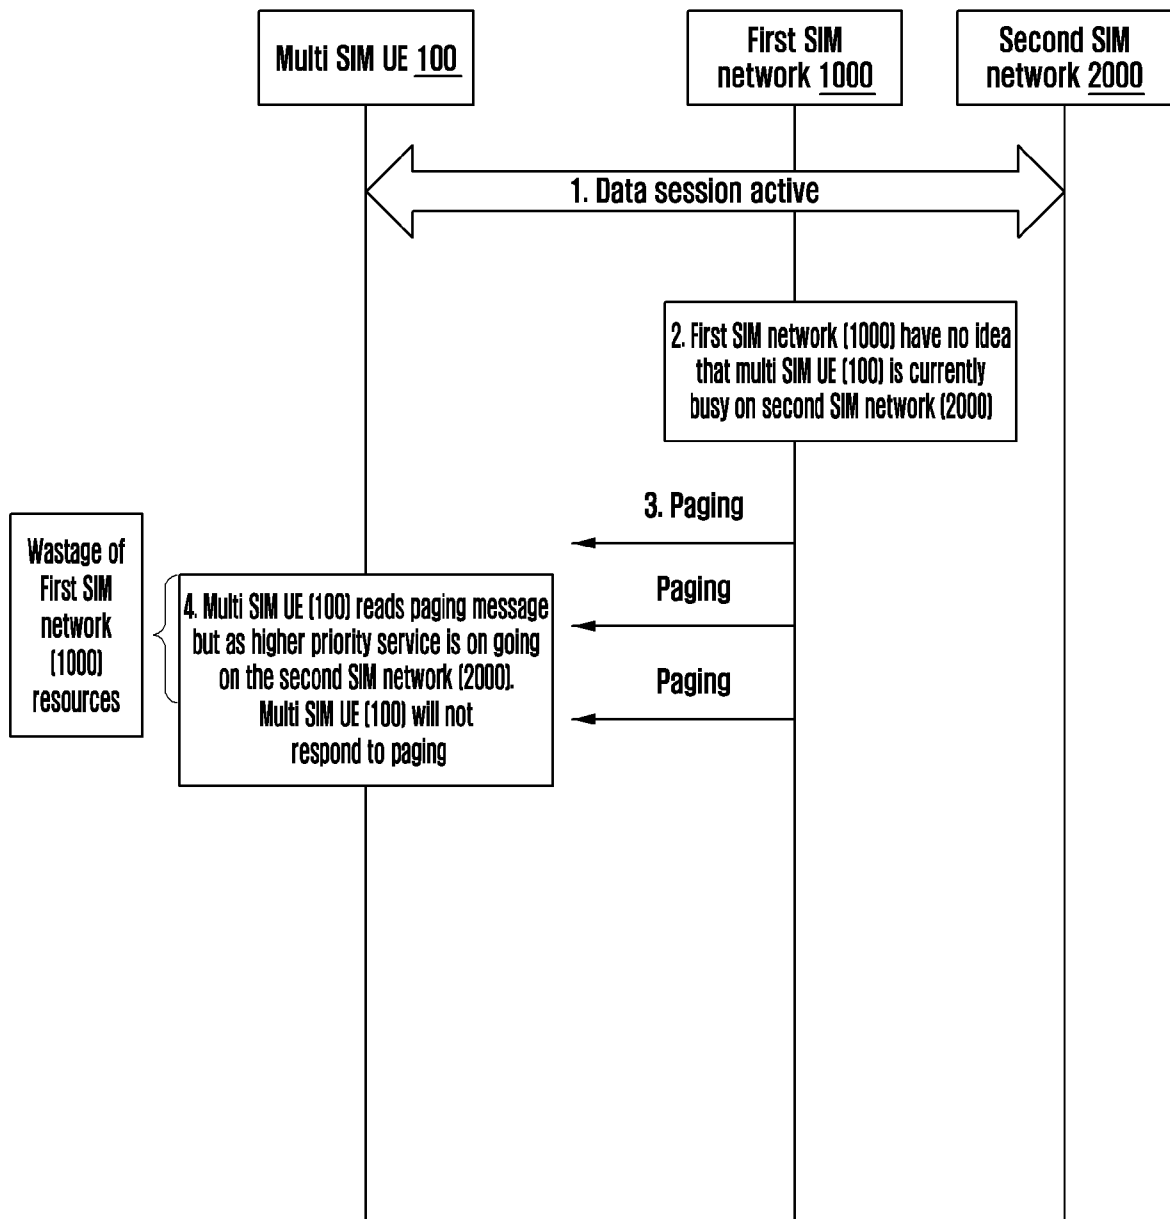 Multi SIM UE 100
First SIM
network 1000
Second SIM
network 2000
1. Data session active
2. First SIM network (1000) have no idea
that multi SIM UE (100) is currently
busy on second SIM network (2000)
3. Paging
Paging
Paging
Wastage of
First SIM
network
(1000)
resources
4. Multi SIM UE (100) reads paging message
but as higher priority service is on going
on the second SIM network (2000).
Multi SIM UE (100) will not
respond to paging